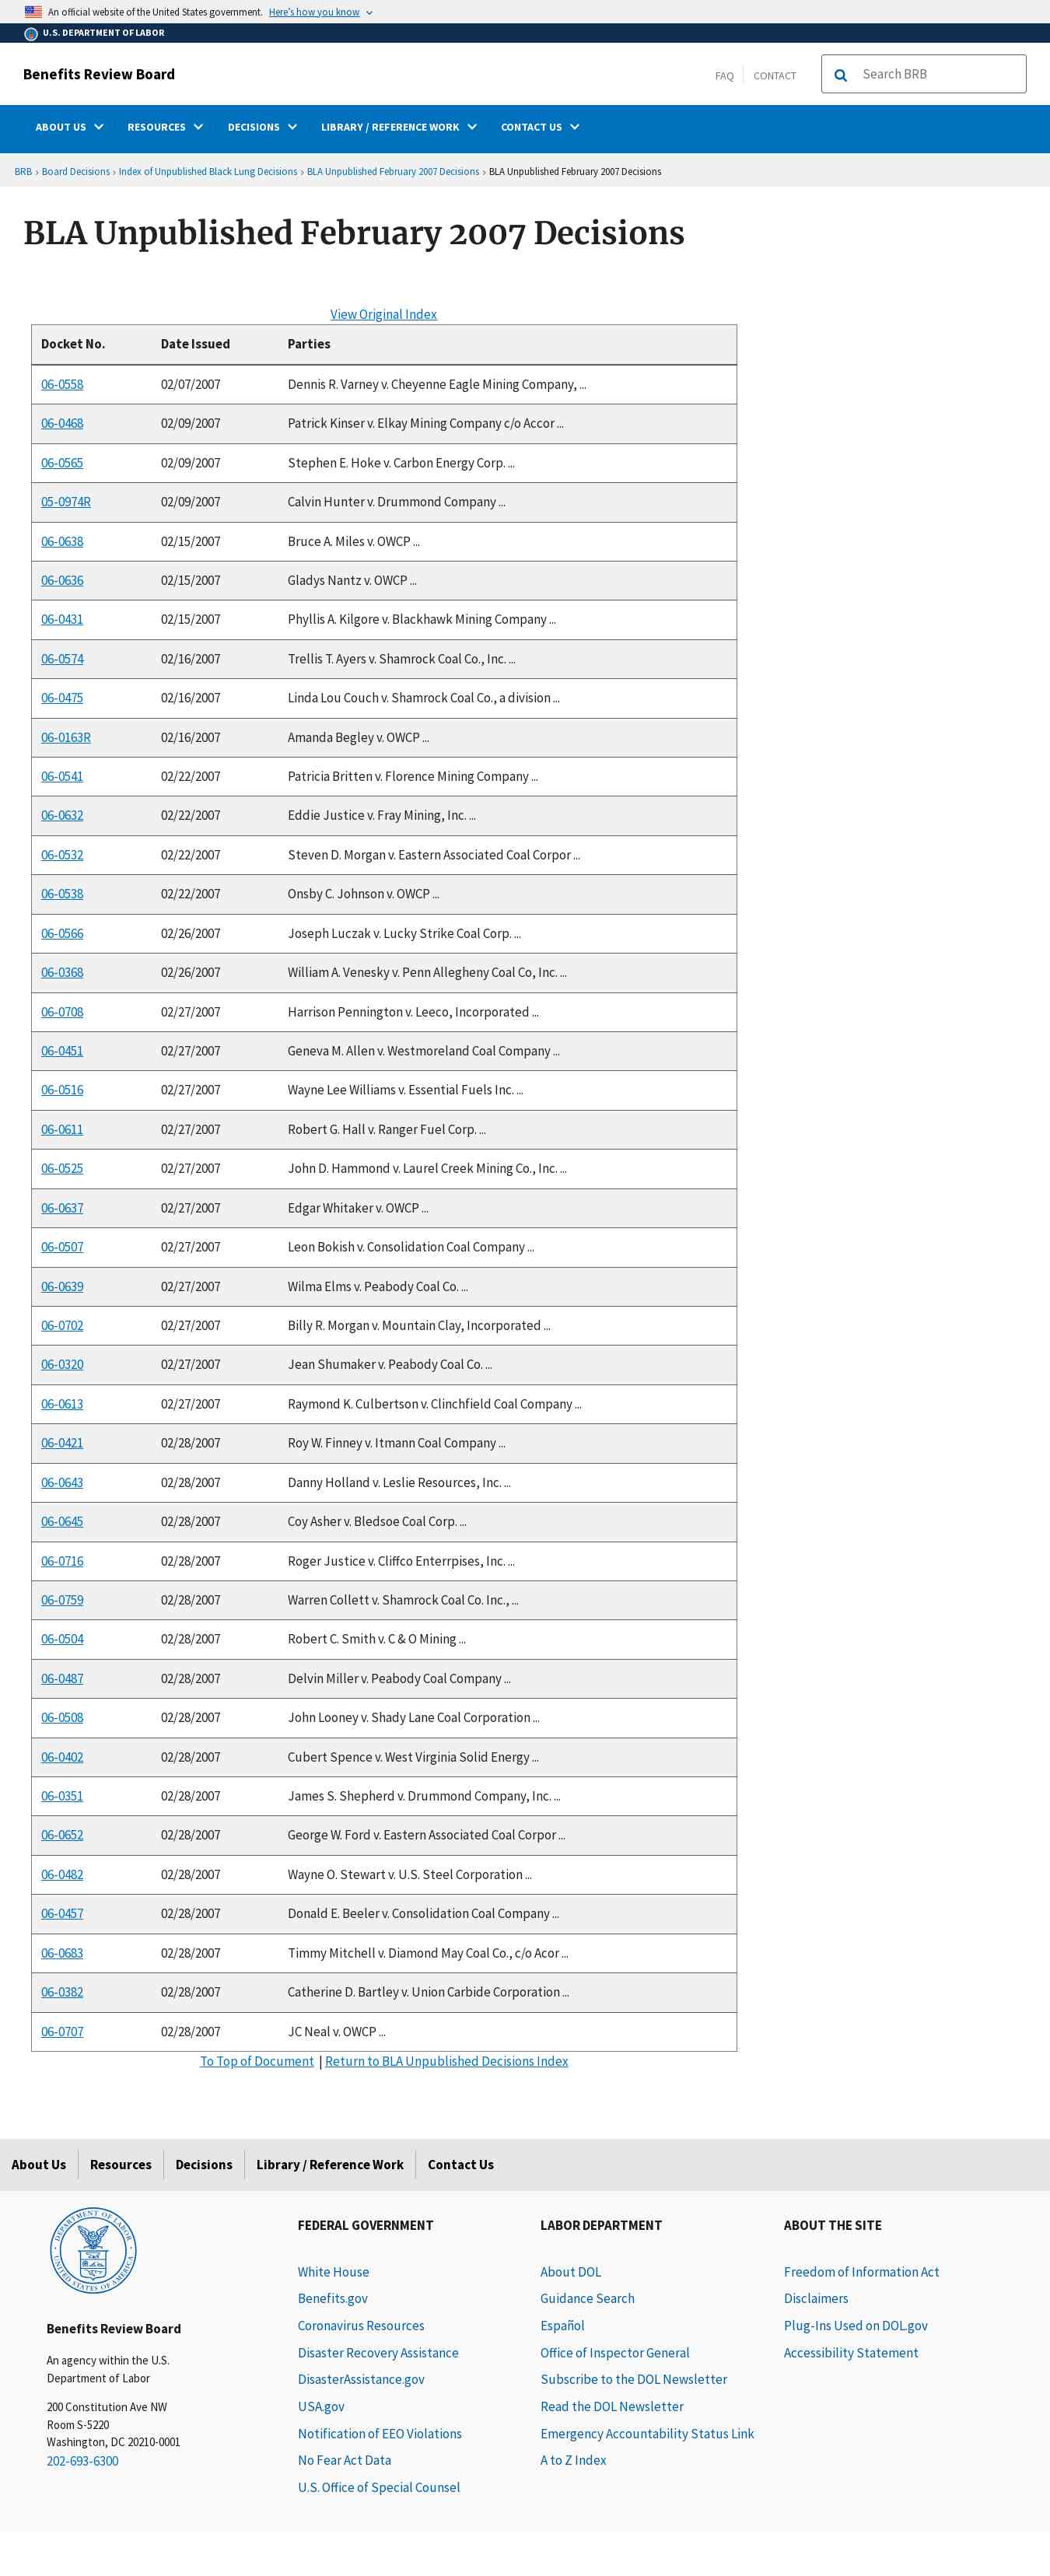 An official website of the United States government. Here's how you know
U.S. DEPARTMENT OF LABOR
Benefits Review Board
FAQ
CONTACT
Search BRB
ABOUT US
RESOURCES
DECISIONS
LIBRARY / REFERENCE WORK
CONTACT US
BRB › Board Decisions › Index of Unpublished Black Lung Decisions › BLA Unpublished February 2007 Decisions › BLA Unpublished February 2007 Decisions
BLA Unpublished February 2007 Decisions
View Original Index
Docket No. Date Issued Parties
06-0558 02/07/2007 Dennis R. Varney v. Cheyenne Eagle Mining Company, ...
06-0468 02/09/2007 Patrick Kinser v. Elkay Mining Company c/o Accor ...
06-0565 02/09/2007 Stephen E. Hoke v. Carbon Energy Corp. ...
05-0974R 02/09/2007 Calvin Hunter v. Drummond Company ...
06-0638 02/15/2007 Bruce A. Miles v. OWCP ...
06-0636 02/15/2007 Gladys Nantz v. OWCP ...
06-0431 02/15/2007 Phyllis A. Kilgore v. Blackhawk Mining Company ...
06-0574 02/16/2007 Trellis T. Ayers v. Shamrock Coal Co., Inc. ...
06-0475 02/16/2007 Linda Lou Couch v. Shamrock Coal Co., a division ...
06-0163R 02/16/2007 Amanda Begley v. OWCP ...
06-0541 02/22/2007 Patricia Britten v. Florence Mining Company ...
06-0632 02/22/2007 Eddie Justice v. Fray Mining, Inc. ...
06-0532 02/22/2007 Steven D. Morgan v. Eastern Associated Coal Corpor ...
06-0538 02/22/2007 Onsby C. Johnson v. OWCP ...
06-0566 02/26/2007 Joseph Luczak v. Lucky Strike Coal Corp. ...
06-0368 02/26/2007 William A. Venesky v. Penn Allegheny Coal Co, Inc. ...
06-0708 02/27/2007 Harrison Pennington v. Leeco, Incorporated ...
06-0451 02/27/2007 Geneva M. Allen v. Westmoreland Coal Company ...
06-0516 02/27/2007 Wayne Lee Williams v. Essential Fuels Inc. ...
06-0611 02/27/2007 Robert G. Hall v. Ranger Fuel Corp. ...
06-0525 02/27/2007 John D. Hammond v. Laurel Creek Mining Co., Inc. ...
06-0637 02/27/2007 Edgar Whitaker v. OWCP ...
06-0507 02/27/2007 Leon Bokish v. Consolidation Coal Company ...
06-0639 02/27/2007 Wilma Elms v. Peabody Coal Co. ...
06-0702 02/27/2007 Billy R. Morgan v. Mountain Clay, Incorporated ...
06-0320 02/27/2007 Jean Shumaker v. Peabody Coal Co. ...
06-0613 02/27/2007 Raymond K. Culbertson v. Clinchfield Coal Company ...
06-0421 02/28/2007 Roy W. Finney v. Itmann Coal Company ...
06-0643 02/28/2007 Danny Holland v. Leslie Resources, Inc. ...
06-0645 02/28/2007 Coy Asher v. Bledsoe Coal Corp. ...
06-0716 02/28/2007 Roger Justice v. Cliffco Enterrpises, Inc. ...
06-0759 02/28/2007 Warren Collett v. Shamrock Coal Co. Inc., ...
06-0504 02/28/2007 Robert C. Smith v. C & O Mining ...
06-0487 02/28/2007 Delvin Miller v. Peabody Coal Company ...
06-0508 02/28/2007 John Looney v. Shady Lane Coal Corporation ...
06-0402 02/28/2007 Cubert Spence v. West Virginia Solid Energy ...
06-0351 02/28/2007 James S. Shepherd v. Drummond Company, Inc. ...
06-0652 02/28/2007 George W. Ford v. Eastern Associated Coal Corpor ...
06-0482 02/28/2007 Wayne O. Stewart v. U.S. Steel Corporation ...
06-0457 02/28/2007 Donald E. Beeler v. Consolidation Coal Company ...
06-0683 02/28/2007 Timmy Mitchell v. Diamond May Coal Co., c/o Acor ...
06-0382 02/28/2007 Catherine D. Bartley v. Union Carbide Corporation ...
06-0707 02/28/2007 JC Neal v. OWCP ...
To Top of Document | Return to BLA Unpublished Decisions Index
About Us
Resources
Decisions
Library / Reference Work
Contact Us
DEPARTMENT OF LABOR
UNITED STATES OF AMERICA
Benefits Review Board
An agency within the U.S.
Department of Labor
200 Constitution Ave NW
Room S-5220
Washington, DC 20210-0001
202-693-6300
FEDERAL GOVERNMENT
White House
Benefits.gov
Coronavirus Resources
Disaster Recovery Assistance
DisasterAssistance.gov
USA.gov
Notification of EEO Violations
No Fear Act Data
U.S. Office of Special Counsel
LABOR DEPARTMENT
About DOL
Guidance Search
Español
Office of Inspector General
Subscribe to the DOL Newsletter
Read the DOL Newsletter
Emergency Accountability Status Link
A to Z Index
ABOUT THE SITE
Freedom of Information Act
Disclaimers
Plug-Ins Used on DOL.gov
Accessibility Statement